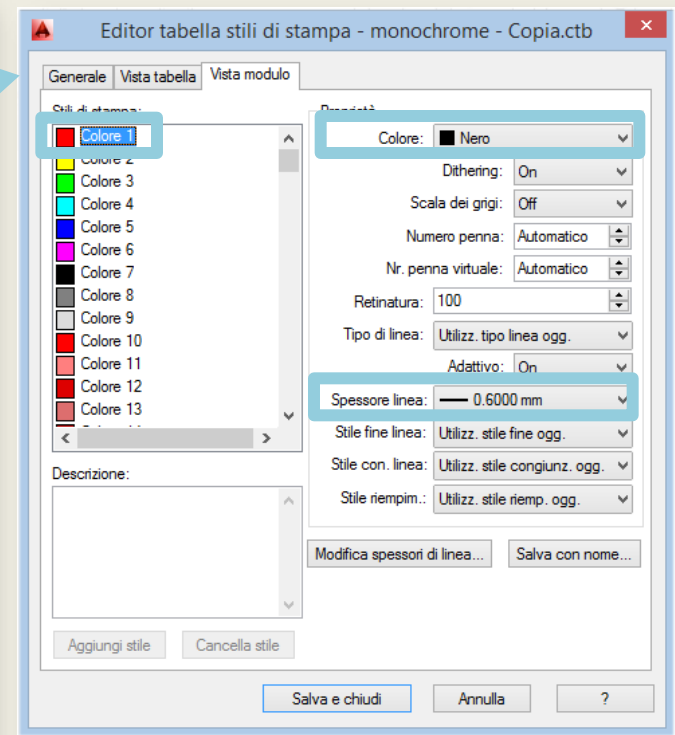 Editor tabella stili di stampa - monochrome - Copia.ctb
Generale Vista tabella Vista modulo
Stili di stampa:
Colore 1
Colore 2
Colore 3
Colore 4
Colore 5
Colore 6
Colore 7
Colore 8
Colore 9
Colore 10
Colore 11
Colore 12
Colore 13
Descrizione:
Aggiungi stile Cancella stile
Proprietà
Colore: Nero
Dithering: On
Scala dei grigi: Off
Numero penna: Automatico
Nr. penna virtuale: Automatico
Retinatura: 100
Tipo di linea: Utilizz. tipo linea ogg.
Adattivo: On
Spessore linea: 0.6000 mm
Stile fine linea: Utilizz. stile fine ogg.
Stile con. linea: Utilizz. stile congiunz. ogg.
Stile riempim.: Utilizz. stile riemp. ogg.
Modifica spessori di linea... Salva con nome...
Salva e chiudi Annulla ?